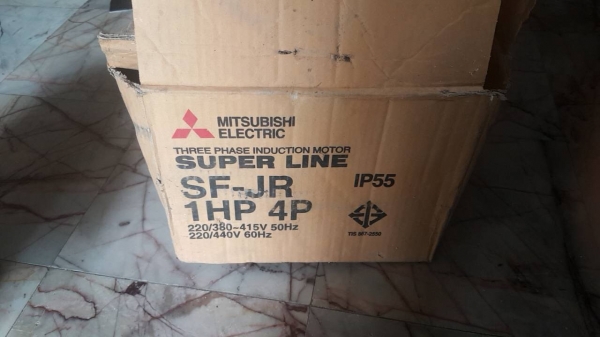 MITSUBISHI
ELECTRIC
THREE PHASE INDUCTION MOTOR
SUPER LINE
SF-JR IP55
1HP 4P
220/380~415V 50Hz
220/440V 60Hz